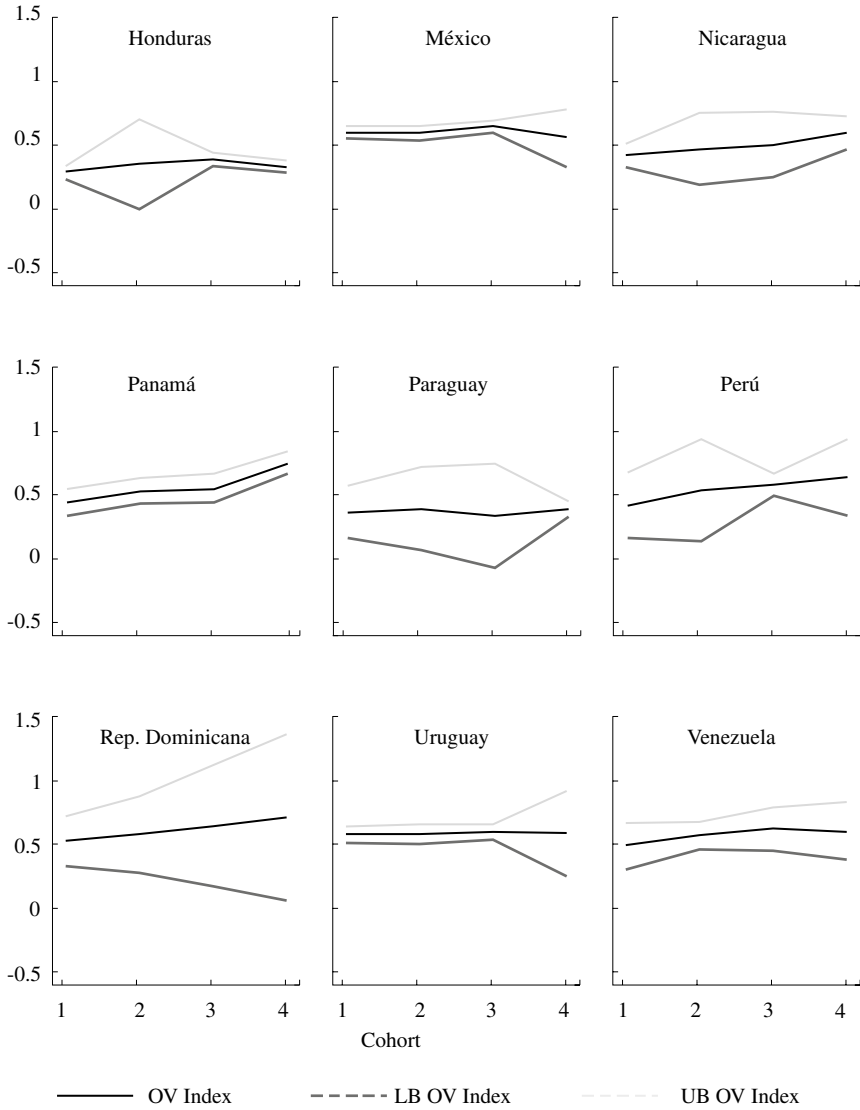 1.5
Honduras
México
Nicaragua
1
0.5
0
-0.5
1.5
Panamá
Paraguay
Perú
1
0.5
0
-0.5
1.5
Rep. Dominicana
Uruguay
Venezuela
1
0.5
0
-0.5
1 2 3 4 1 2 3 4 1 2 3 4
Cohort
OV Index LB OV Index UB OV Index